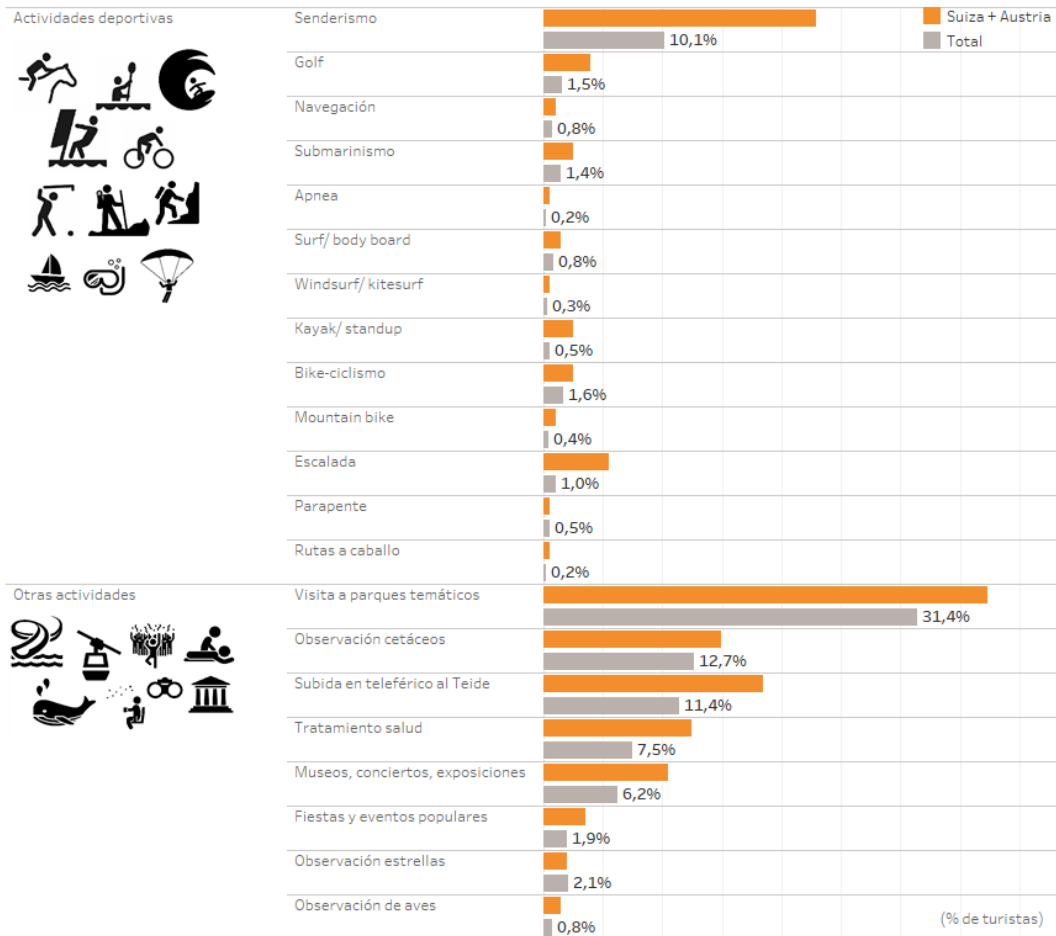 Actividades deportivas
Senderismo
Suiza + Austria
Total
10,1%
Golf
1,5%
Navegación
0,8%
Submarinismo
1,4%
Apnea
0,2%
Surf/ body board
0,8%
Windsurf/ kitesurf
0,3%
Kayak/ standup
0,5%
Bike-ciclismo
1,6%
Mountain bike
0,4%
Escalada
1,0%
Parapente
0,5%
Rutas a caballo
0,2%
Otras actividades
Visita a parques temáticos
31,4%
Observación cetáceos
12,7%
Subida en teleférico al Teide
11,4%
Tratamiento salud
7,5%
Museos, conciertos, exposiciones
6,2%
Fiestas y eventos populares
1,9%
Observación estrellas
2,1%
Observación de aves
0,8%
(% de turistas)